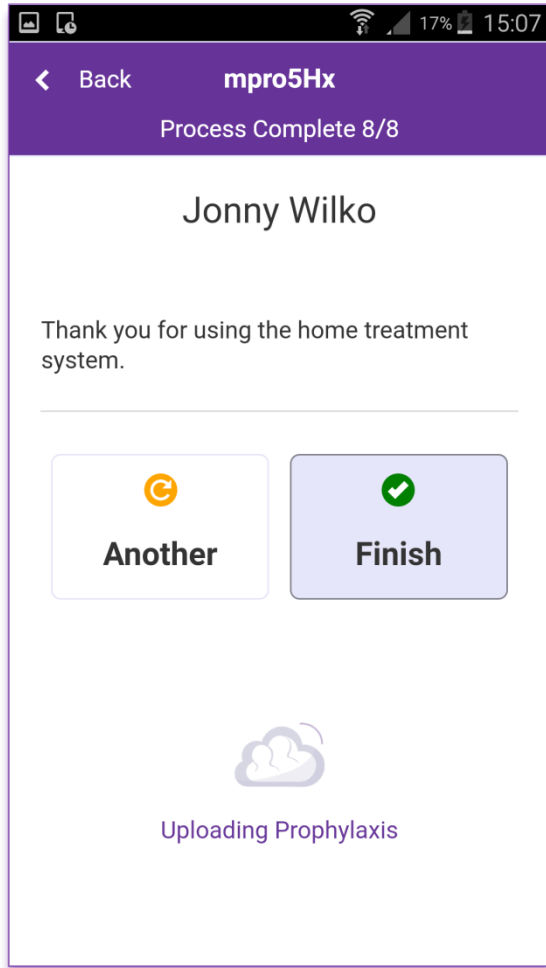 17% 15:07
Back mpro5Hx
Process Complete 8/8
Jonny Wilko
Thank you for using the home treatment
system.
Another Finish
Uploading Prophylaxis